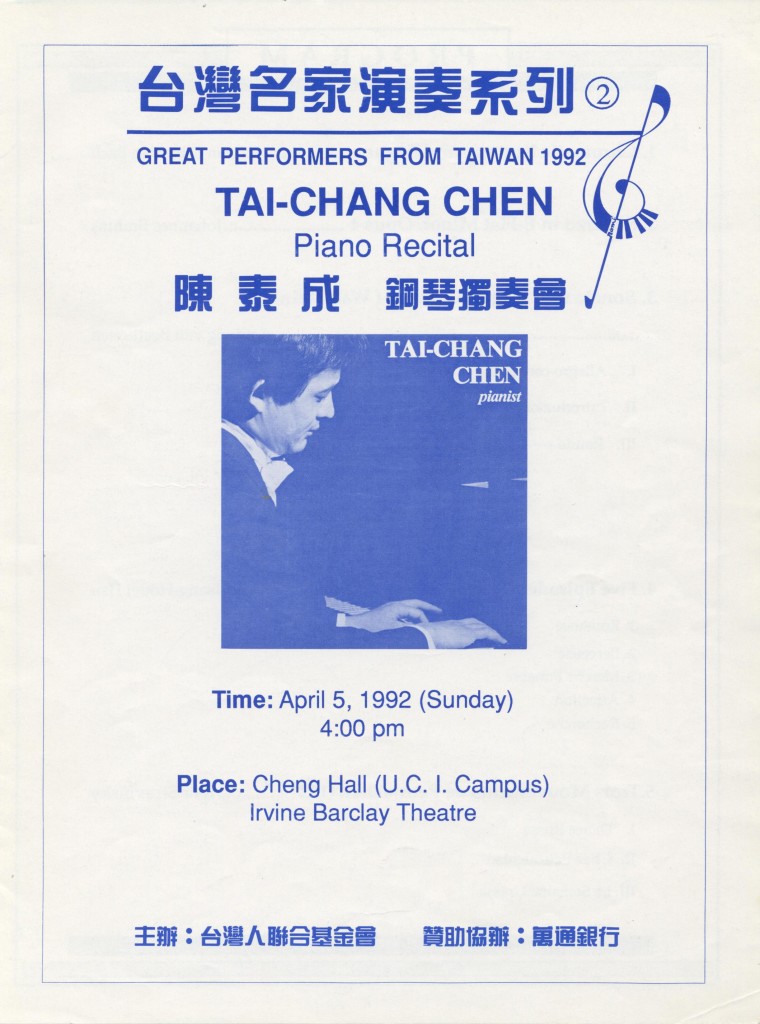 台灣名家演奏系列②
GREAT PERFORMERS FROM TAIWAN 1992
TAI-CHANG CHEN
Piano Recital
陳泰成 鋼琴獨奏會
TAI-CHANG
CHEN
pianist
Time: April 5, 1992 (Sunday)
4:00 pm
Place: Cheng Hall (U.C. I. Campus)
Irvine Barclay Theatre
主辦：台灣人聯合基金會 贊助協辦：萬通銀行